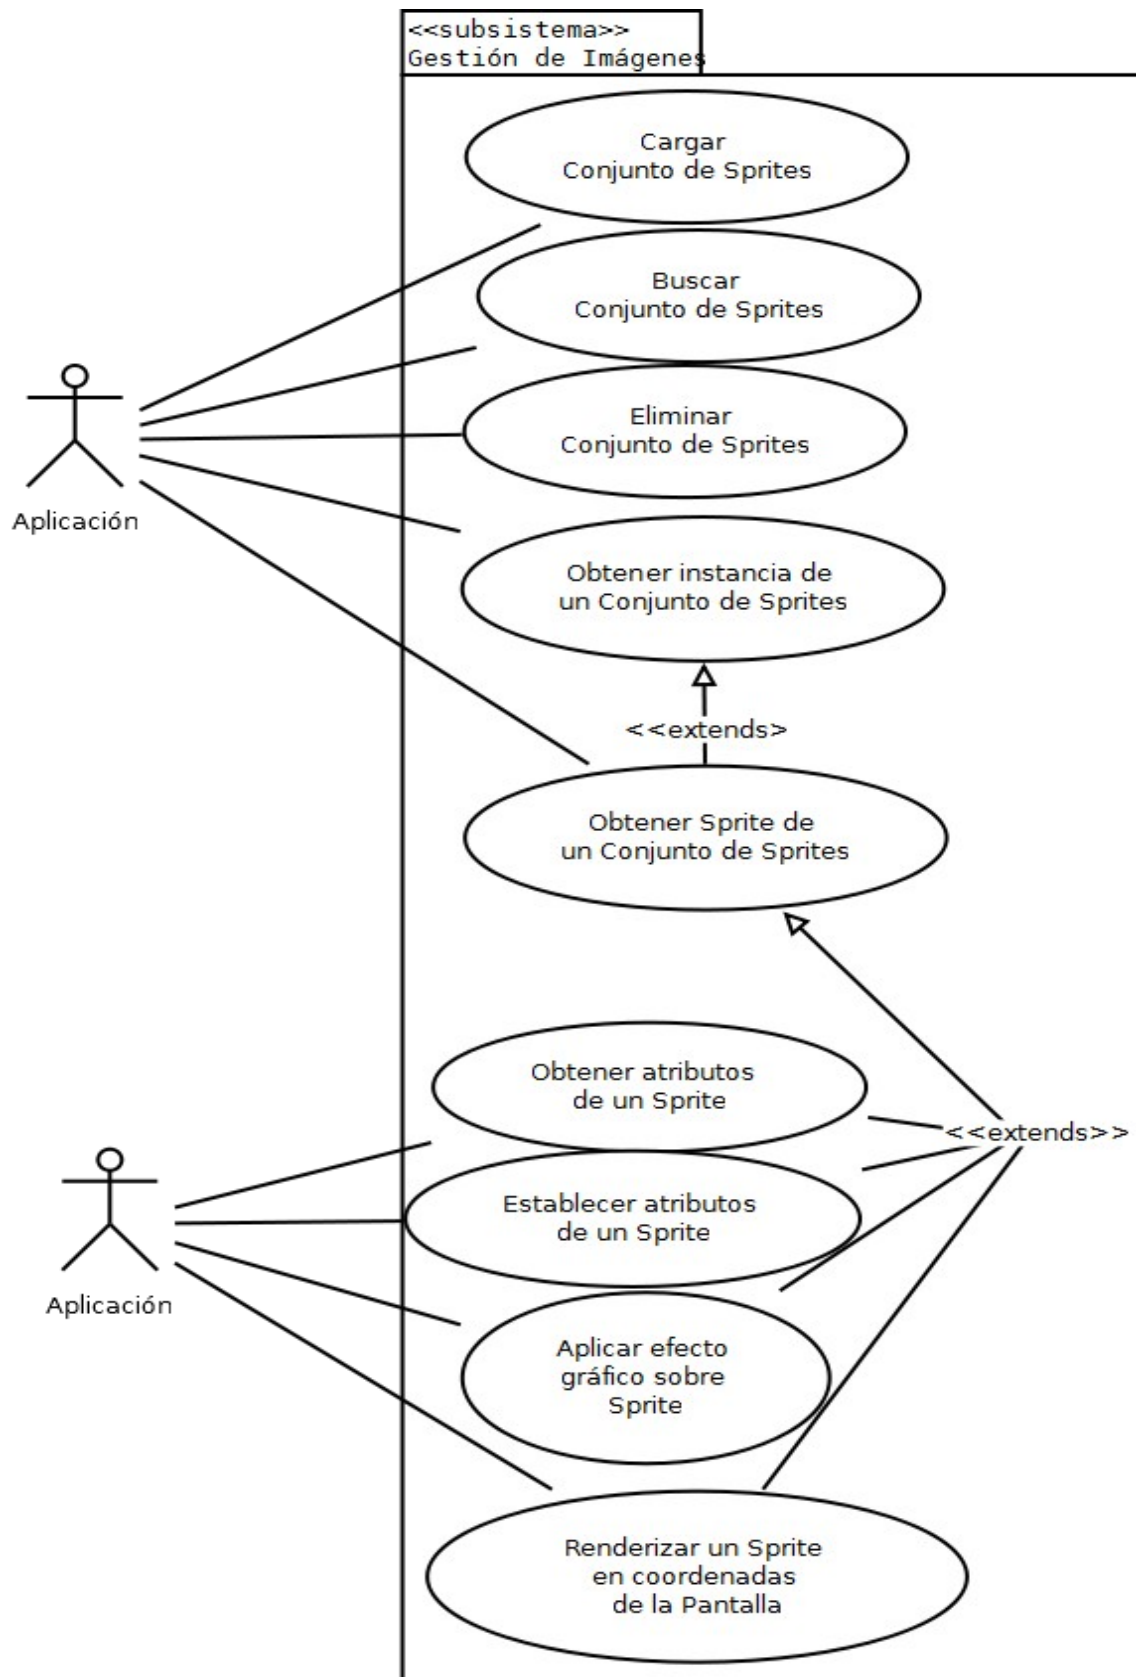 <<subsistema>>
Gestión de Imágenes
Cargar
Conjunto de Sprites
Buscar
Conjunto de Sprites
Eliminar
Conjunto de Sprites
Aplicación
Obtener instancia de
un Conjunto de Sprites
<<extends>
Obtener Sprite de
un Conjunto de Sprites
Obtener atributos
de un Sprite
<<extends>>
Establecer atributos
de un Sprite
Aplicación
Aplicar efecto
gráfico sobre
Sprite
Renderizar un Sprite
en coordenadas
de la Pantalla